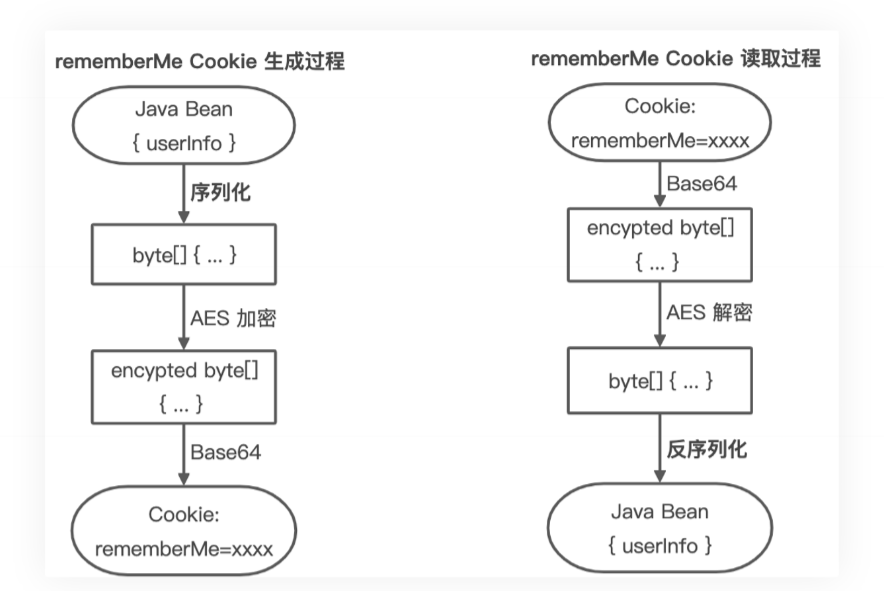 rememberMe Cookie 生成过程
Java Bean
{ userInfo }
序列化
byte[] { ... }
AES 加密
encypted byte[]
{ ... }
Base64
Cookie:
rememberMe=xxxx
rememberMe Cookie 读取过程
Cookie:
rememberMe=xxxx
Base64
encypted byte[]
{ ... }
AES 解密
byte[] { ... }
反序列化
Java Bean
{ userInfo }